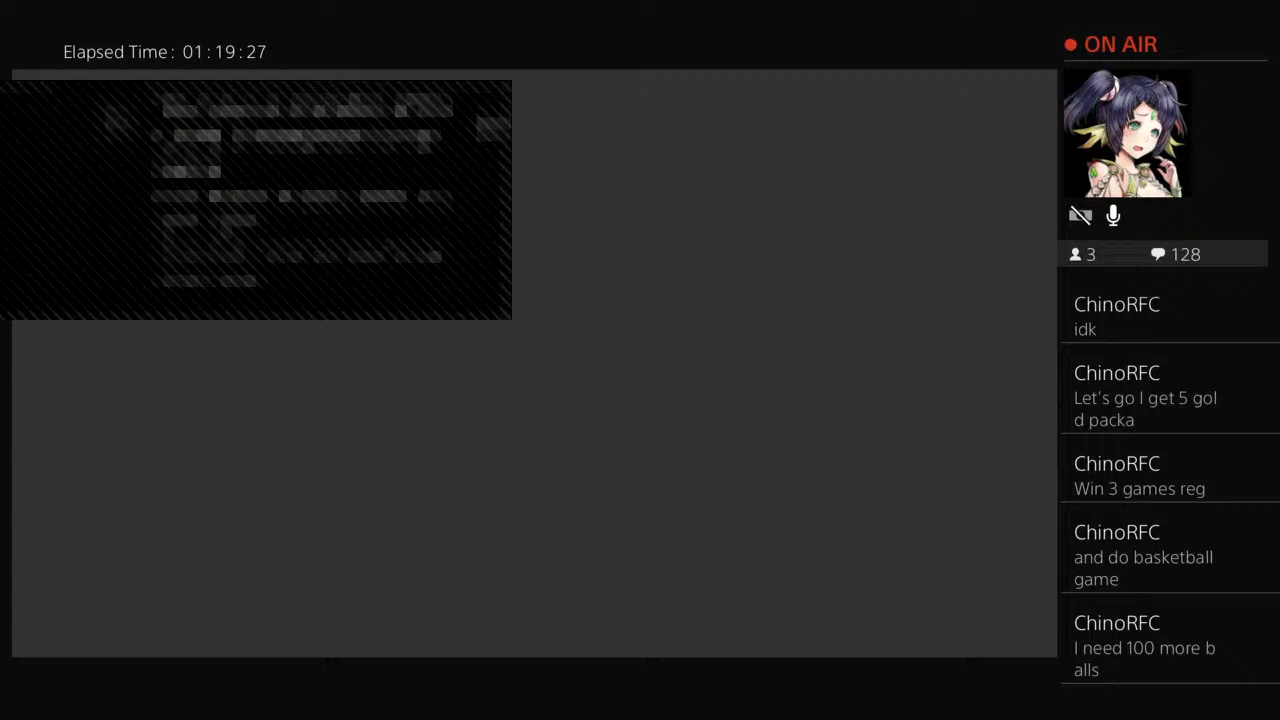 Elapsed Time: 01:19:27
ON AIR
3 128
ChinoRFC
idk
ChinoRFC
Let's go I get 5 gol
d packa
ChinoRFC
Win 3 games reg
ChinoRFC
and do basketball
game
ChinoRFC
I need 100 more b
alls